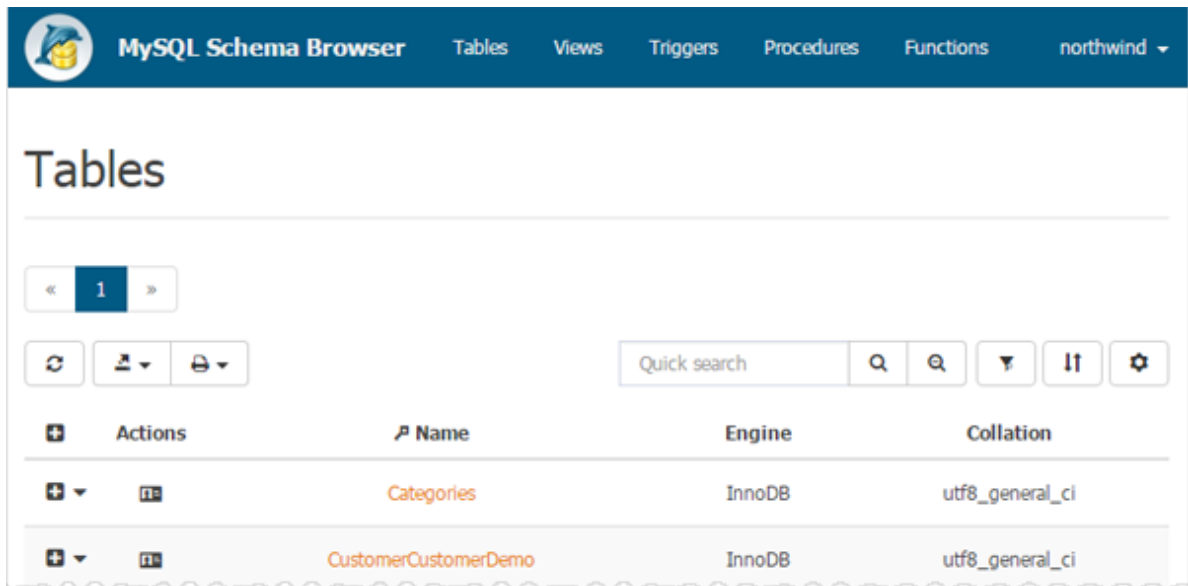 MySQL Schema Browser Tables Views Triggers Procedures Functions northwind
Tables
« 1 »
Quick search
Actions Name Engine Collation
Categories InnoDB utf8_general_ci
CustomerCustomerDemo InnoDB utf8_general_ci